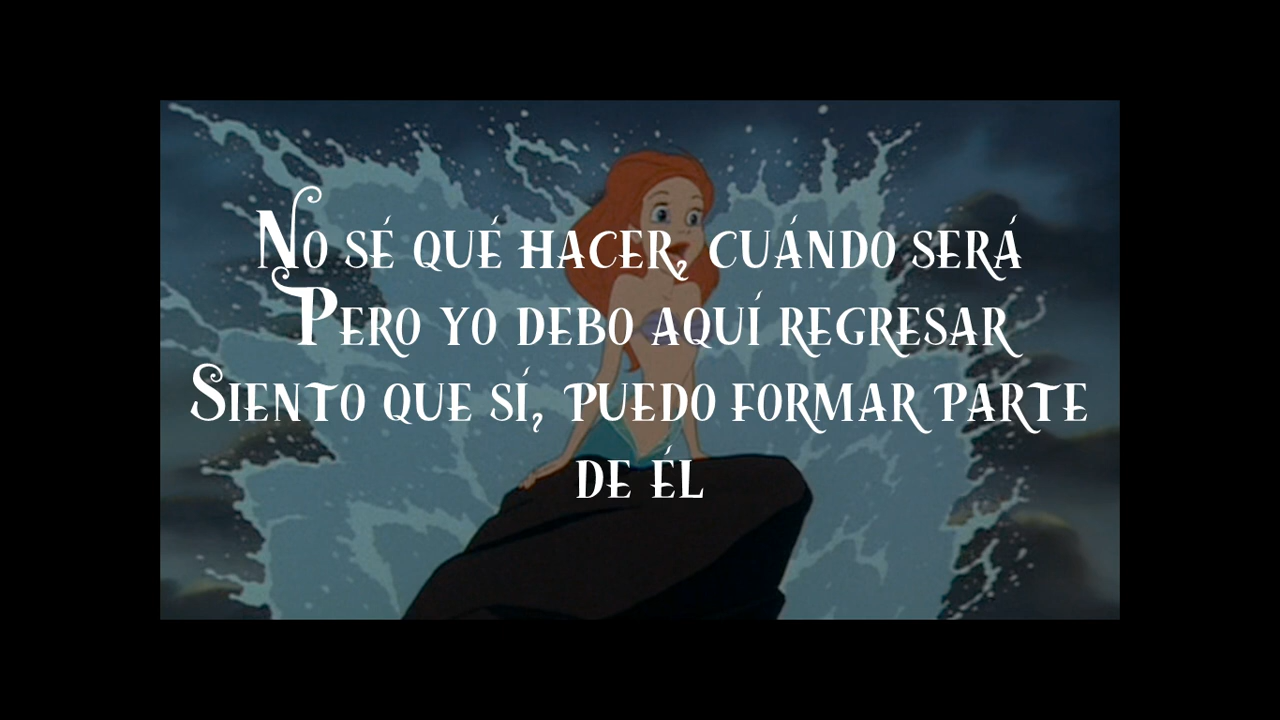 No sé qué hacer, cuándo será
Pero yo debo aquí regresar
Siento que sí, puedo formar parte
de él